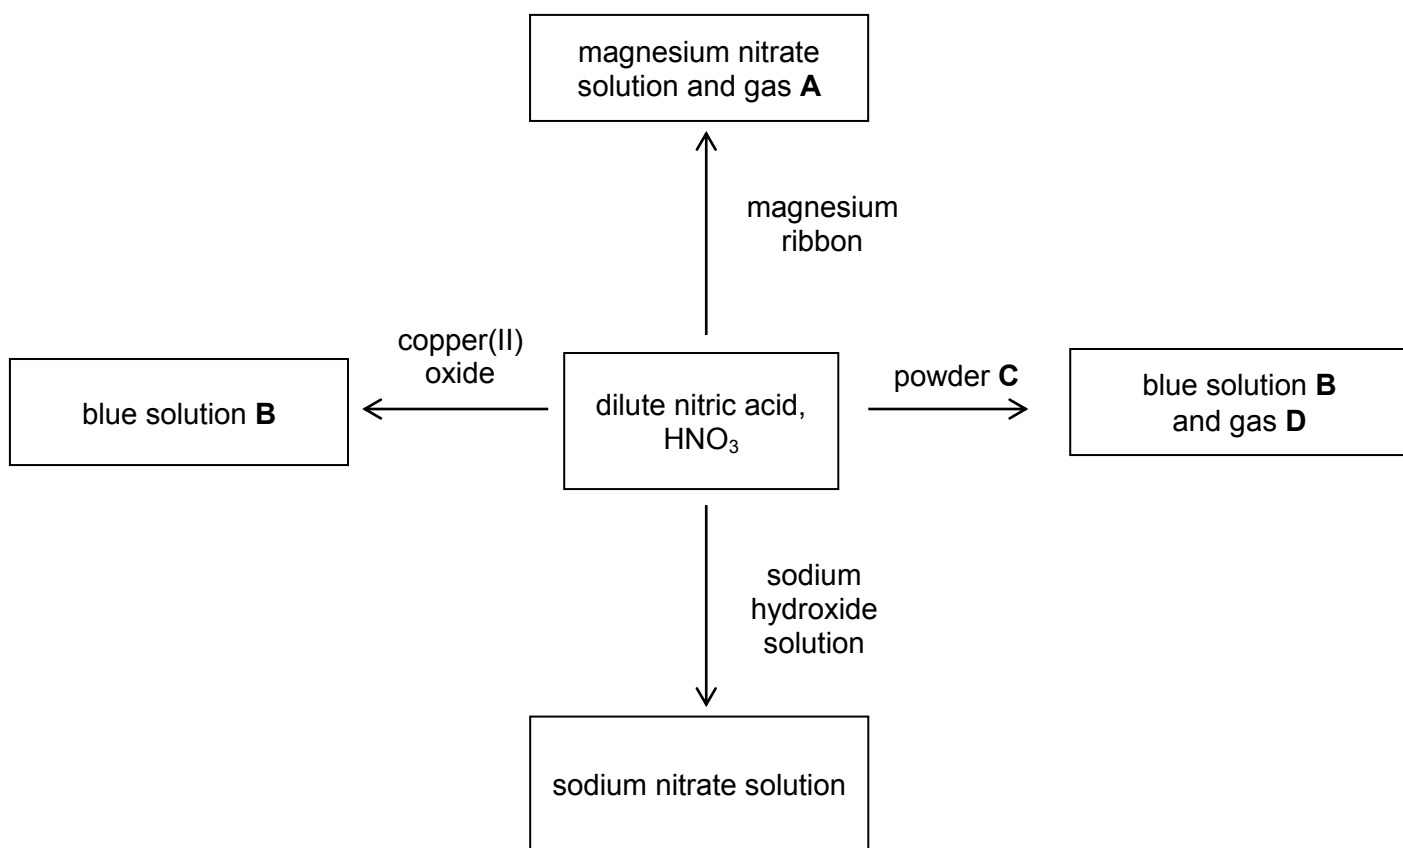 magnesium nitrate
solution and gas A
magnesium
ribbon
copper(II)
oxide
blue solution B
dilute nitric acid,
HNO₃
powder C
blue solution B
and gas D
sodium
hydroxide
solution
sodium nitrate solution